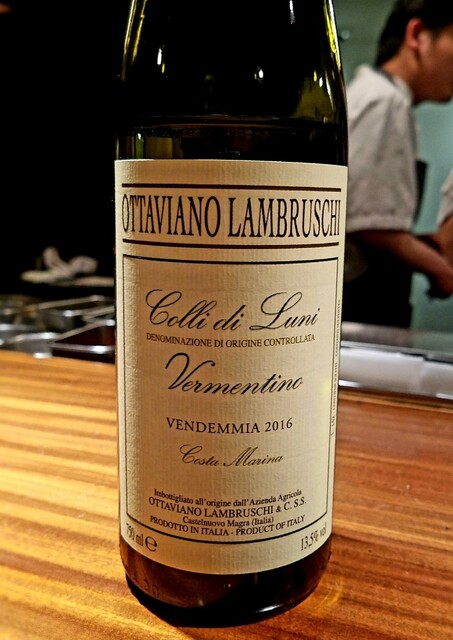 OTTAVIANO LAMBRUSCHI
Colli di Luni
DENOMINAZIONE DI ORIGINE CONTROLLATA
Vermentino
VENDEMMIA 2016
Costa Marina
Imbottigliato all'origine dall'Azienda Agricola
OTTAVIANO LAMBRUSCHI & C. S.S.
Castelnuovo Magra (Italia)
PRODOTTO IN ITALIA - PRODUCT OF ITALY
750 ml e
13,5% vol